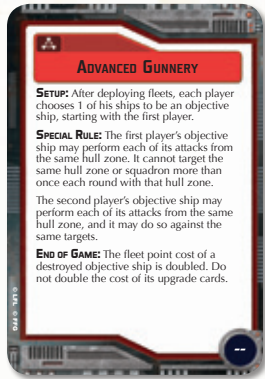 ADVANCED GUNNERY
SETUP: After deploying fleets, each player
chooses 1 of his ships to be an objective
ship, starting with the first player.
SPECIAL RULE: The first player's objective
ship may perform each of its attacks from
the same hull zone. It cannot target the
same hull zone or squadron more than
once each round with that hull zone.
The second player's objective ship may
perform each of its attacks from the same
hull zone, and it may do so against the
same targets.
END OF GAME: The fleet point cost of a
destroyed objective ship is doubled. Do
not double the cost of its upgrade cards.
©LFL ©FFG
--